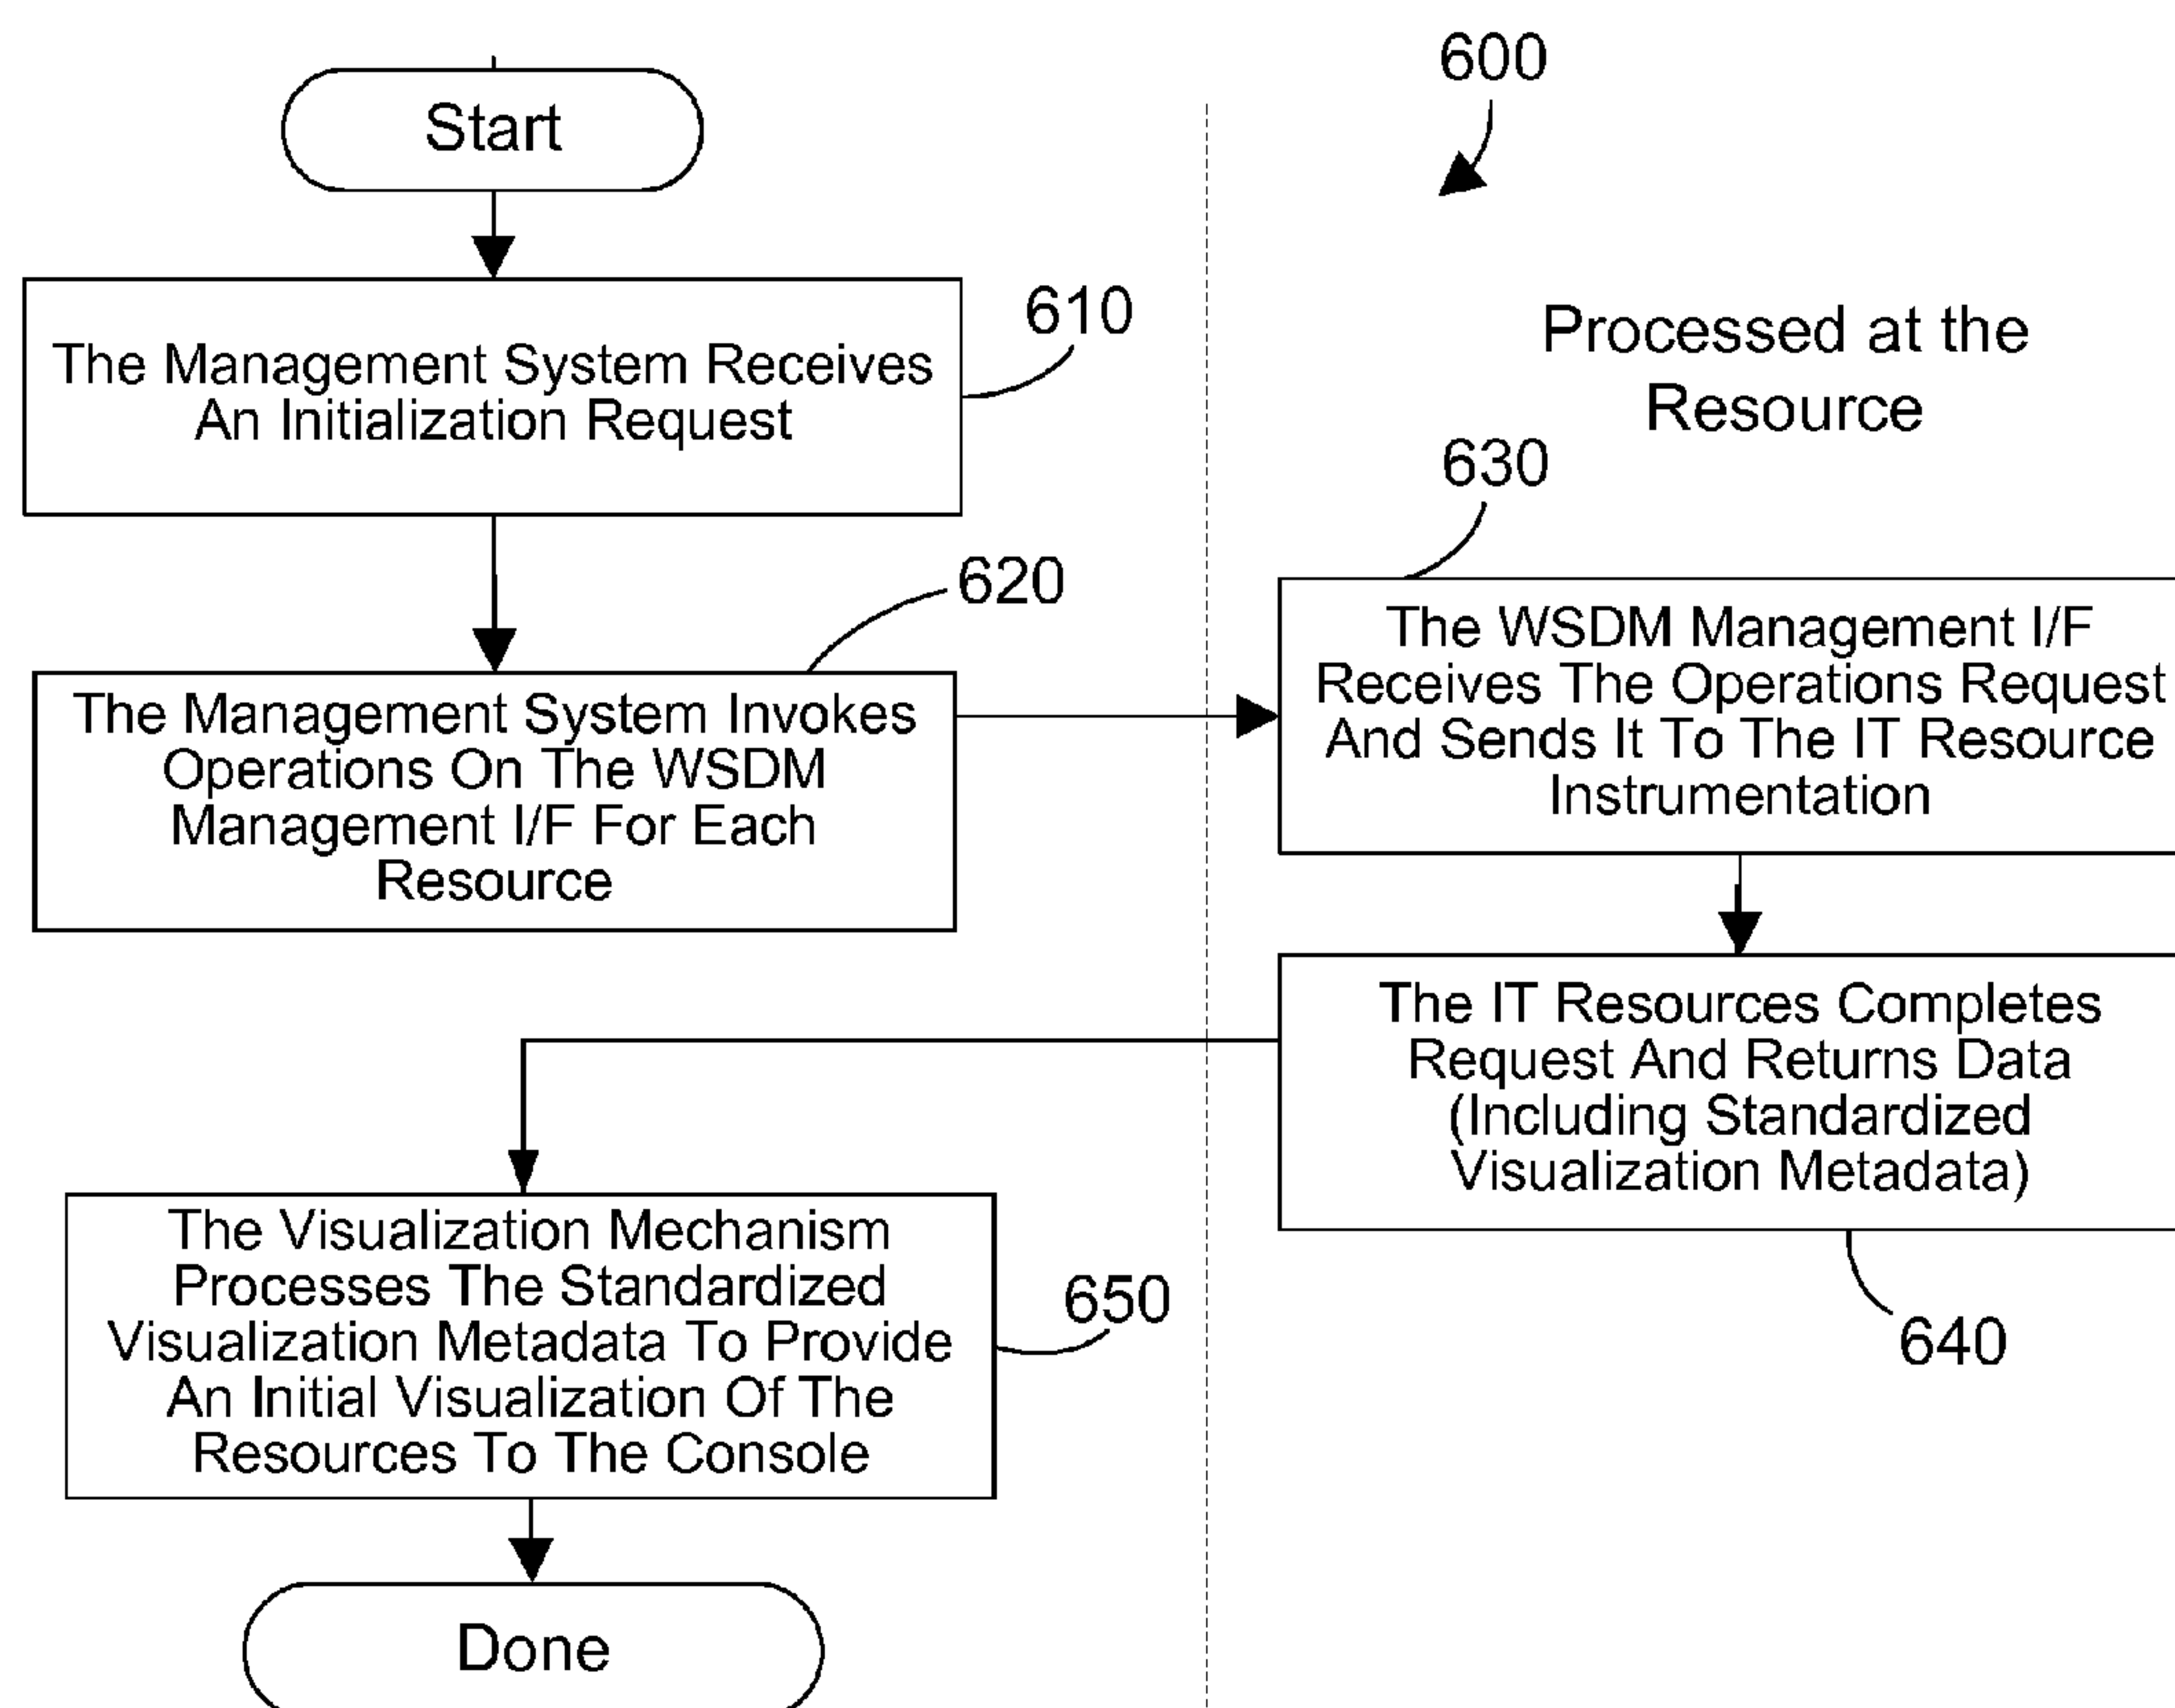 Start
600
The Management System Receives
An Initialization Request
610
Processed at the
Resource
620
The Management System Invokes
Operations On The WSDM
Management I/F For Each
Resource
630
The WSDM Management I/F
Receives The Operations Request
And Sends It To The IT Resource
Instrumentation
The IT Resources Completes
Request And Returns Data
(Including Standardized
Visualization Metadata)
640
The Visualization Mechanism
Processes The Standardized
Visualization Metadata To Provide
An Initial Visualization Of The
Resources To The Console
650
Done